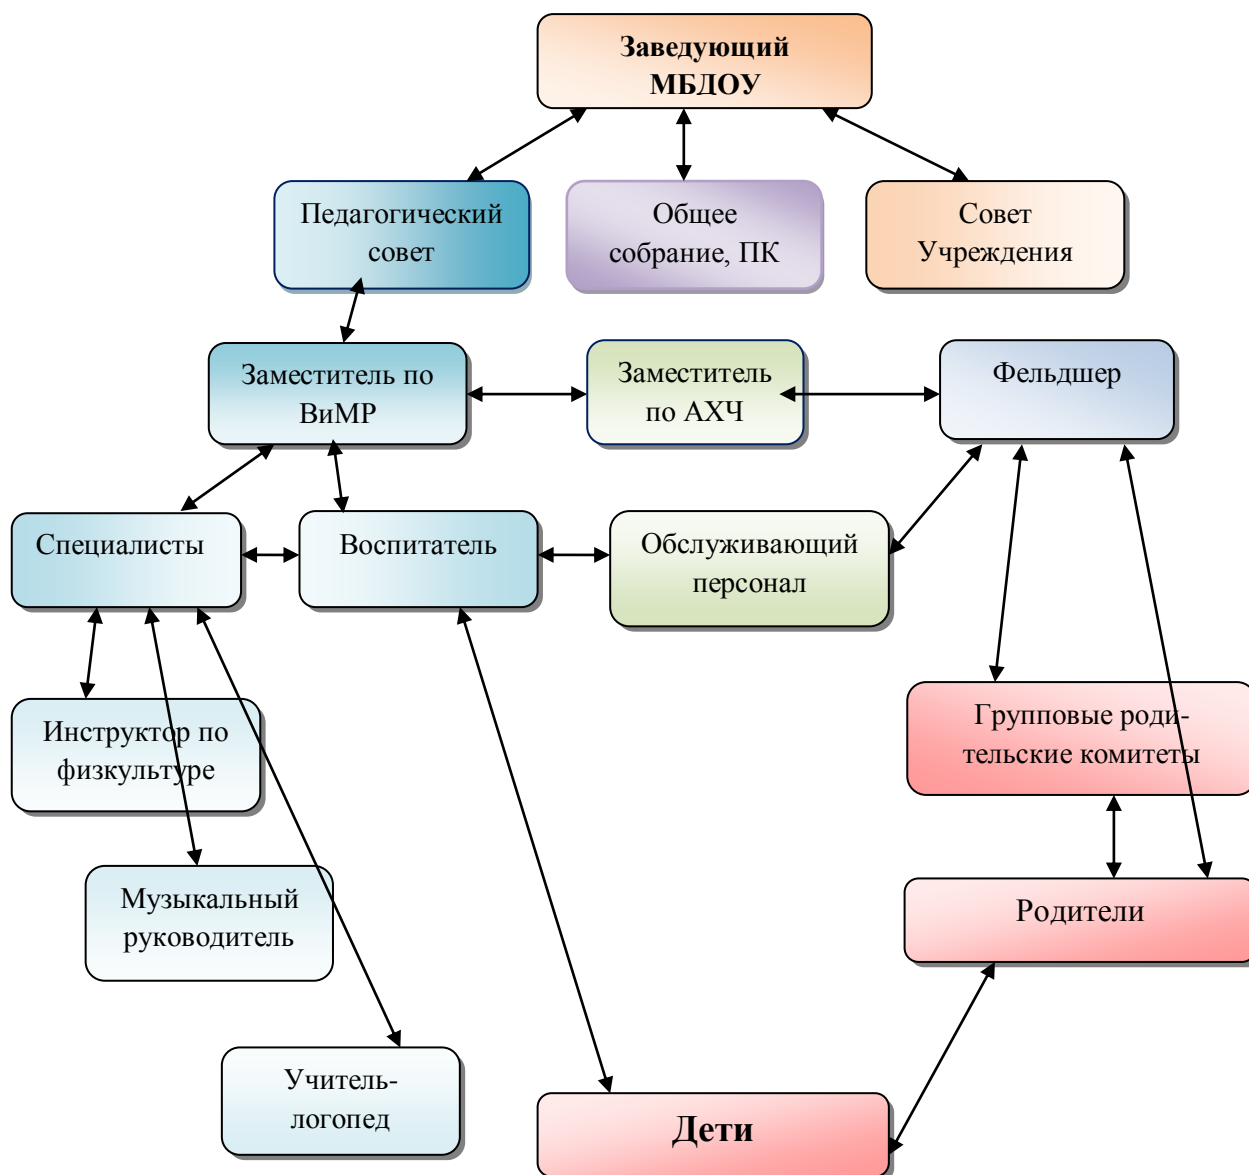 Заведующий
МБДОУ
Педагогический
совет
Общее
собрание, ПК
Совет
Учреждения
Заместитель по
ВиМР
Заместитель
по АХЧ
Фельдшер
Специалисты
Воспитатель
Обслуживающий
персонал
Инструктор по
физкультуре
Групповые роди-
тельские комитеты
Музыкальный
руководитель
Родители
Учитель-
логопед
Дети